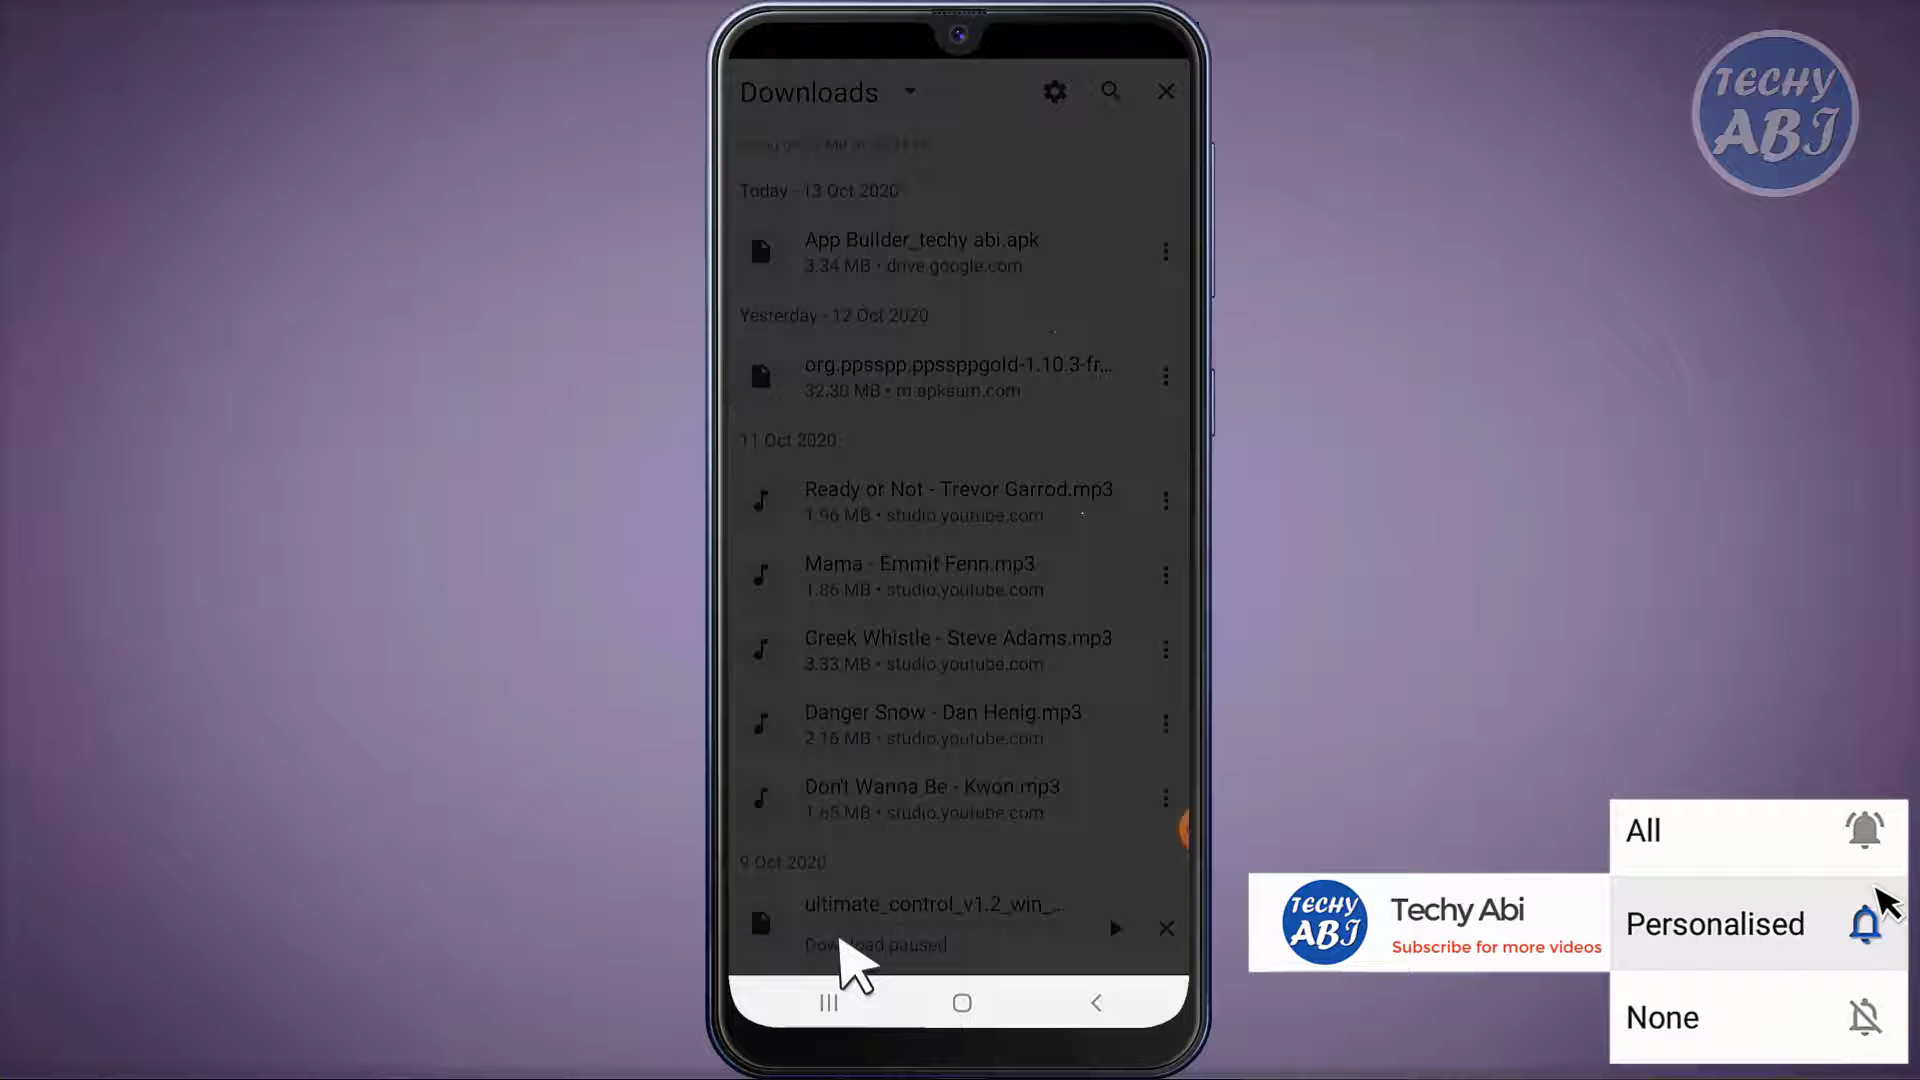 TECHY
ABI
Downloads
Today - 13 Oct 2020
App Builder_techy abi.apk
3.34 MB • drive.google.com
Yesterday - 12 Oct 2020
org.ppsspp.ppssppgold-1.10.3-fr...
32.30 MB • m.apksum.com
11 Oct 2020
Ready or Not - Trevor Garrod.mp3
1.96 MB • studio.youtube.com
Mama - Emmit Fenn.mp3
1.86 MB • studio.youtube.com
Creek Whistle - Steve Adams.mp3
3.33 MB • studio.youtube.com
Danger Snow - Dan Henig.mp3
2.16 MB • studio.youtube.com
Don't Wanna Be - Kwon.mp3
1.65 MB • studio.youtube.com
9 Oct 2020
ultimate_control_v1.2_win_...
Download paused
TECHY
ABI
Techy Abi
Subscribe for more videos
All
Personalised
None